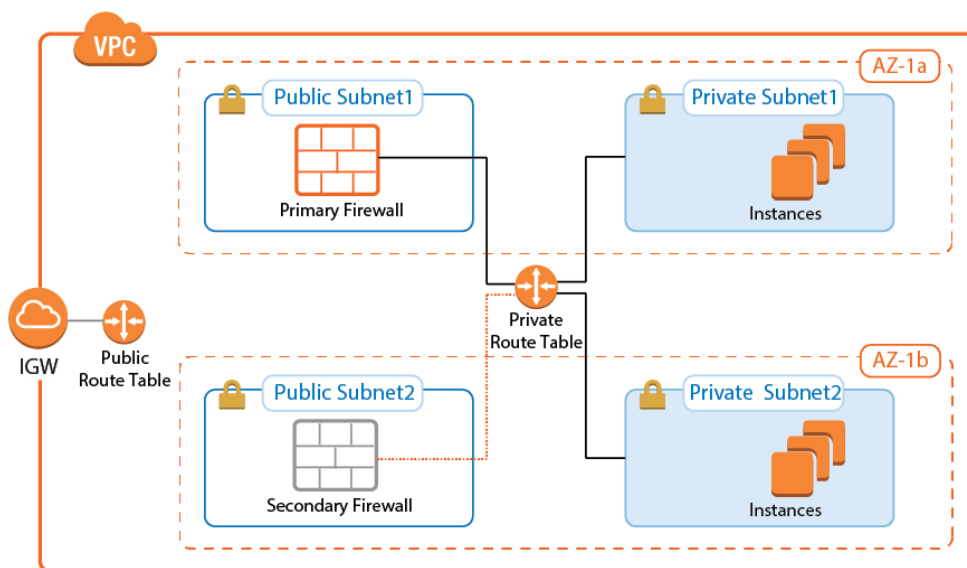 VPC
AZ-1a
Public Subnet1
Private Subnet1
Primary Firewall
Instances
IGW
Public
Route Table
Private
Route Table
AZ-1b
Public Subnet2
Private Subnet2
Secondary Firewall
Instances